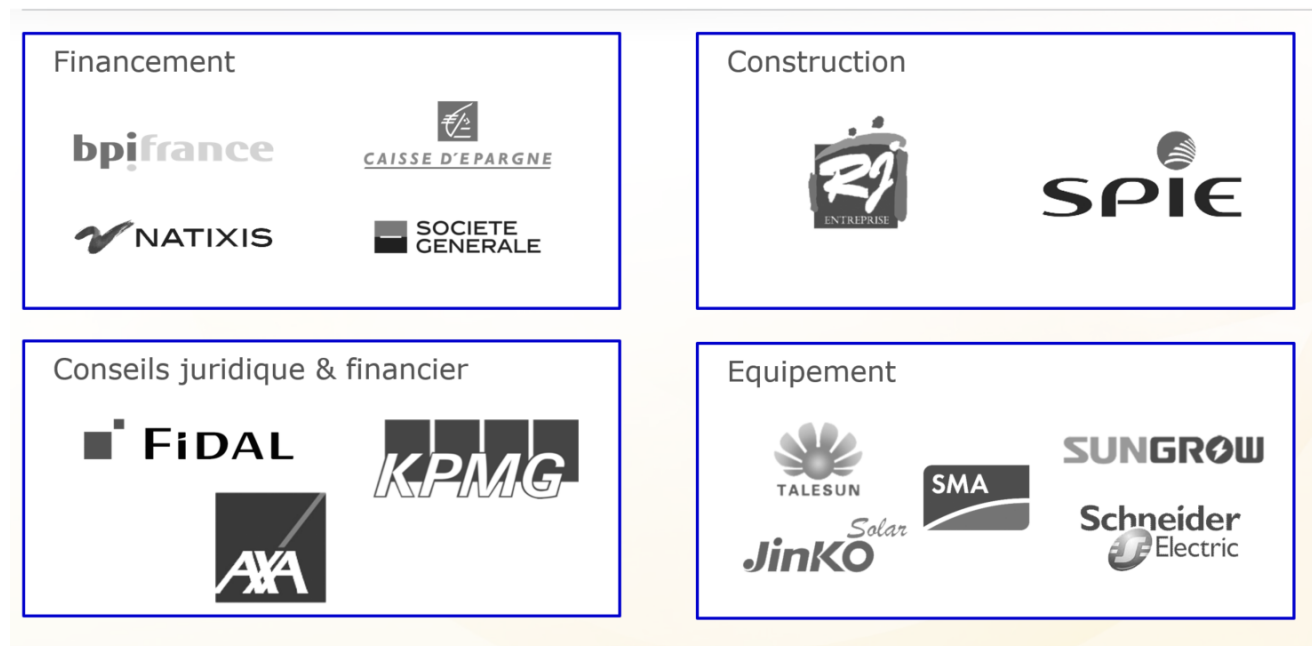 Financement
bpifrance
CAISSE D'EPARGNE
NATIXIS
SOCIETE
GENERALE
Construction
RJ
ENTREPRISE
SPIE
Conseils juridique & financier
FiDAL
KPMG
AXA
Equipement
TALESUN
SMA
SUNGROW
Solar
JinKO
Schneider
Electric